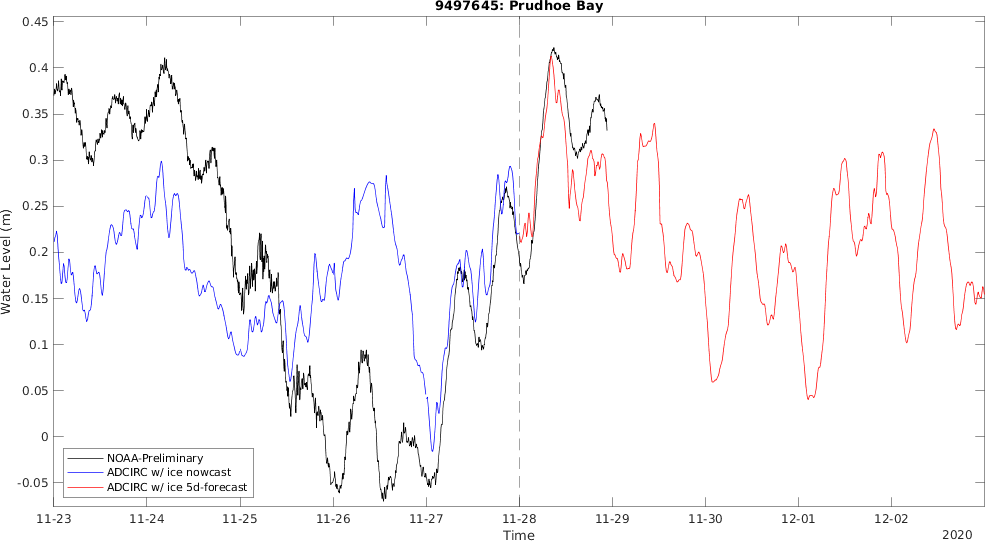 9497645: Prudhoe Bay
0.45
0.4
0.35
0.3
0.25
0.2
0.15
0.1
0.05
0
-0.05
Water Level (m)
NOAA-Preliminary
ADCIRC w/ ice nowcast
ADCIRC w/ ice 5d-forecast
11-23 11-24 11-25 11-26 11-27 11-28 11-29 11-30 12-01 12-02
Time
2020